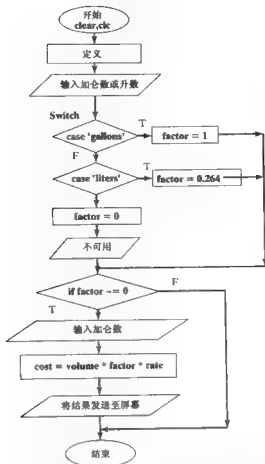 开始
clear,clc
定义
输入加仑数或升数
Switch
case 'gallons'
T
factor = 1
F
case 'liters'
T
factor = 0.264
factor = 0
不可用
if factor ~= 0
F
T
输入加仑数
cost = volume * factor * rate
将结果发送至屏幕
结束